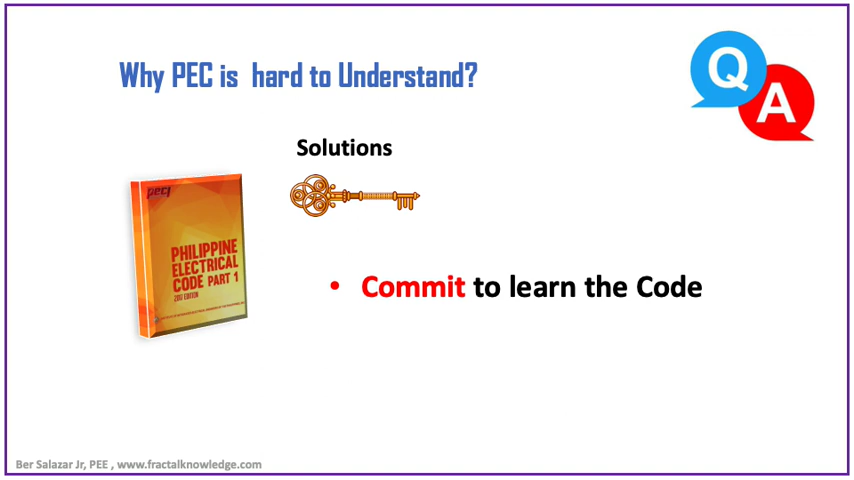 Why PEC is hard to Understand?
Q
A
Solutions
pec1
PHILIPPINE
ELECTRICAL
CODE PART 1
2017 EDITION
• Commit to learn the Code
Ber Salazar Jr, PEE , www.fractalknowledge.com